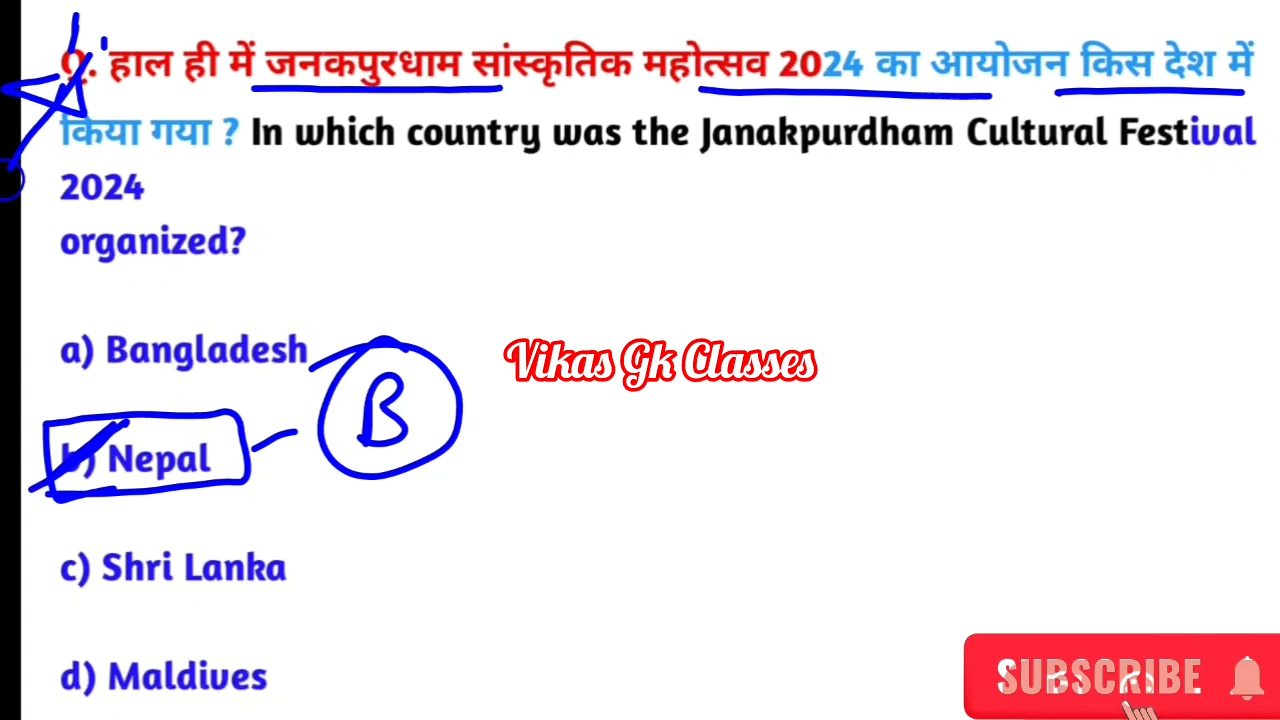 Q. हाल ही में जनकपुरधाम सांस्कृतिक महोत्सव 2024 का आयोजन किस देश में
किया गया ? In which country was the Janakpurdham Cultural Festival
2024
organized?
a) Bangladesh
Vikas Gk Classes
B
b) Nepal
c) Shri Lanka
d) Maldives
SUBSCRIBE